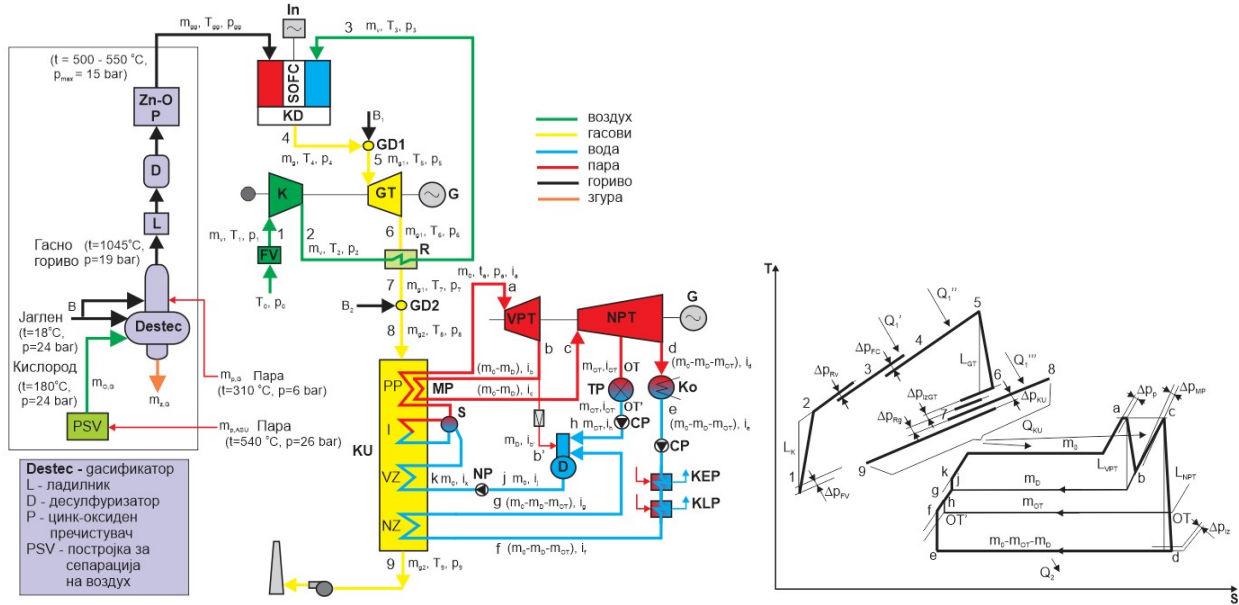 m_gg, T_gg, p_gg
In
3
m_v, T_3, p_3
(t = 500 - 550 °C,
p_max = 15 bar)
Zn-O
P
D
L
SOFC
KD
4
m_g, T_4, p_4
B_1
GD1
5
m_g1, T_5, p_5
воздух
гасови
вода
пара
гориво
згура
K
GT
G
m_v, T_1, p_1
1
2
m_v, T_2, p_2
6
m_g1, T_6, p_6
FV
R
T_0, p_0
7
m_g1, T_7, p_7
B_2
GD2
8
Гасно
гориво
(t=1045°C,
p=19 bar)
B
Јаглен
(t=18°C,
p=24 bar)
Destec
Кислород
(t=180°C,
p=24 bar)
m_O,G
m_z,G
m_p,G
Пара
(t=310 °C, p=6 bar)
PSV
m_p,ASU
Пара
(t=540 °C, p=26 bar)
Destec - гасификатор
L - ладилник
D - десулфуризатор
P - цинк-оксиден
пречистувач
PSV - постројка за
сепарација
на воздух
m_0, t_a, p_a, i_a
a
VPT
NPT
G
b
c
d
(m_0-m_D), i_b
(m_0-m_D), i_c
m_OT, i_OT
OT
(m_0-m_D-m_OT), i_d
PP
MP
TP
Ko
S
m_OT, i_OT'
OT'
e
(m_0-m_D-m_OT), i_e
I
h m_OT, i_h
CP
CP
m_D, i_b'
b'
KU
D
VZ
k m_0, i_k
NP
j m_0, i_j
KEP
g (m_0-m_D-m_OT), i_g
KLP
NZ
f (m_0-m_D-m_OT), i_f
9
m_g2, T_9, p_9
T
Q_1''
5
Q_1'
4
Δp_FC
3
L_GT
Δp_Rv
6
Q_1'''
8
2
Δp_IzGT
Δp_KU
7
Δp_Rg
Δp_p
Δp_MP
a
c
Q_KU
m_0
L_K
9
L_VPT
1
Δp_FV
k
j
m_D
b
L_NPT
g
f
h
m_OT
OT'
OT
Δp_iz
e
m_0-m_OT-m_D
d
Q_2
S